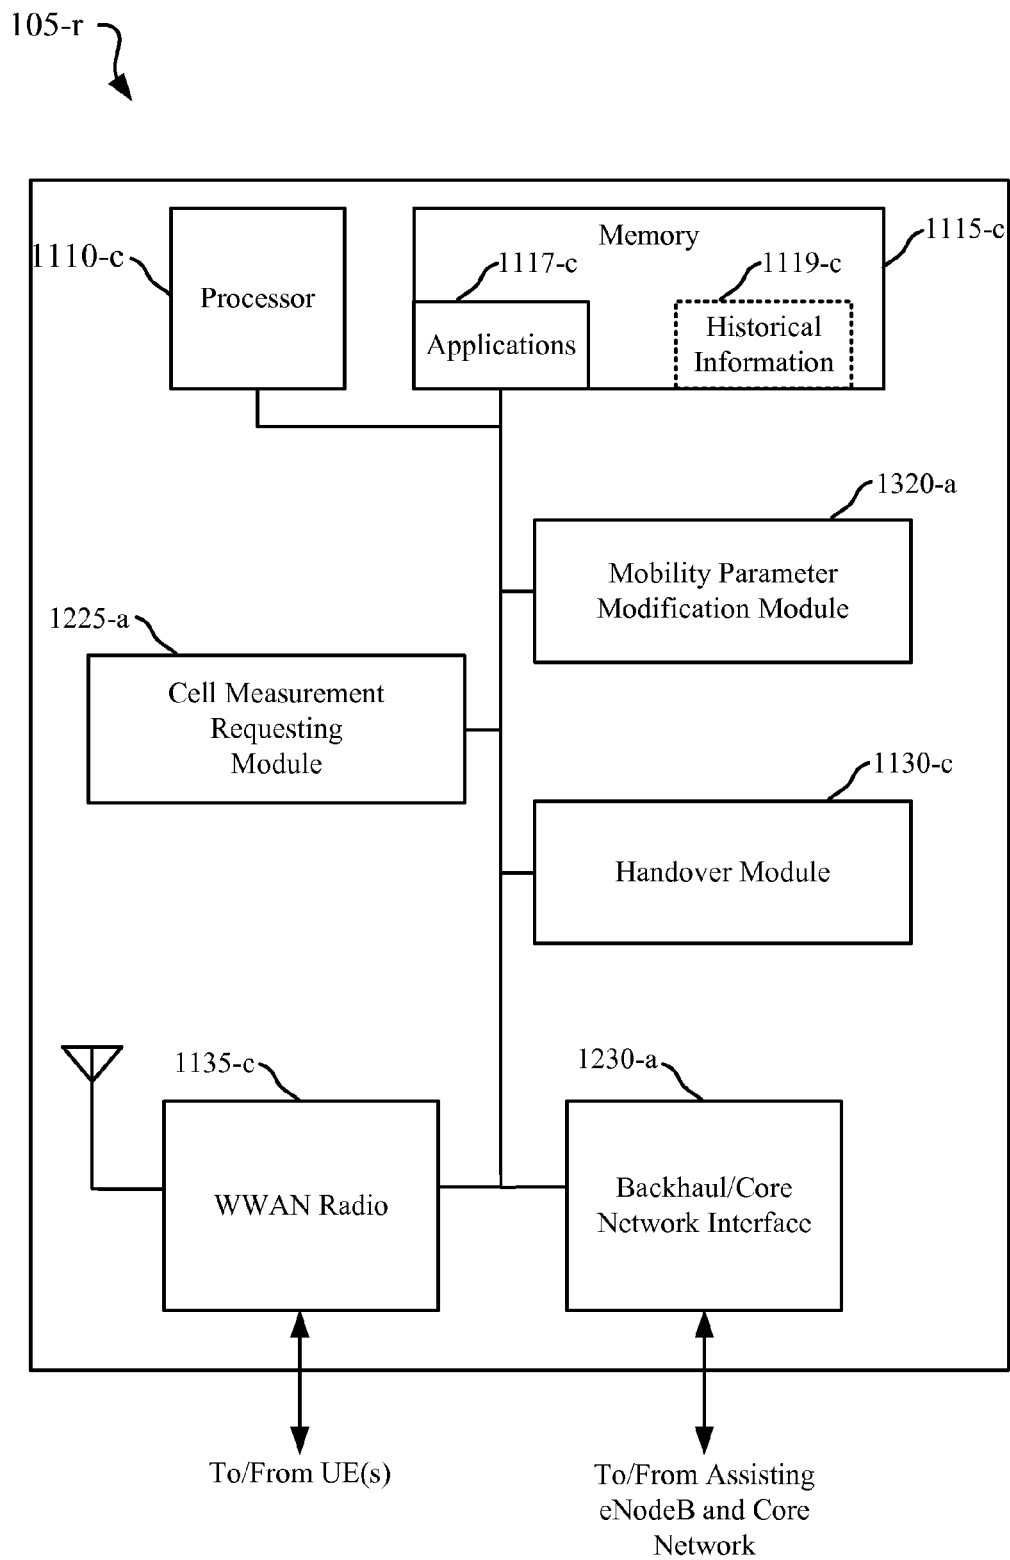 105-r
1110-c
Processor
Memory
1115-c
1117-c
Applications
1119-c
Historical
Information
1320-a
Mobility Parameter
Modification Module
1225-a
Cell Measurement
Requesting
Module
1130-c
Handover Module
1135-c
WWAN Radio
1230-a
Backhaul/Core
Network Interface
To/From UE(s)
To/From Assisting
eNodeB and Core
Network